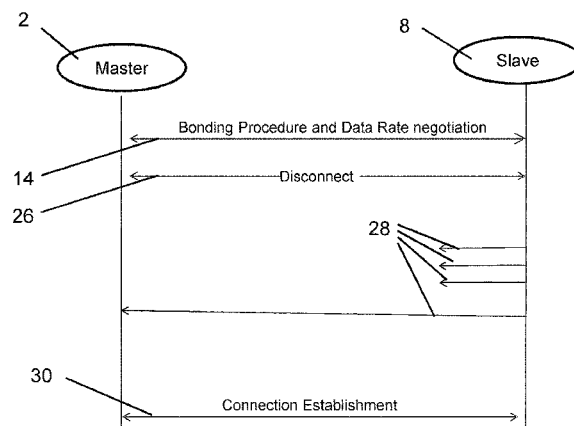 2
8
Master
Slave
Bonding Procedure and Data Rate negotiation
14
Disconnect
26
28
30
Connection Establishment